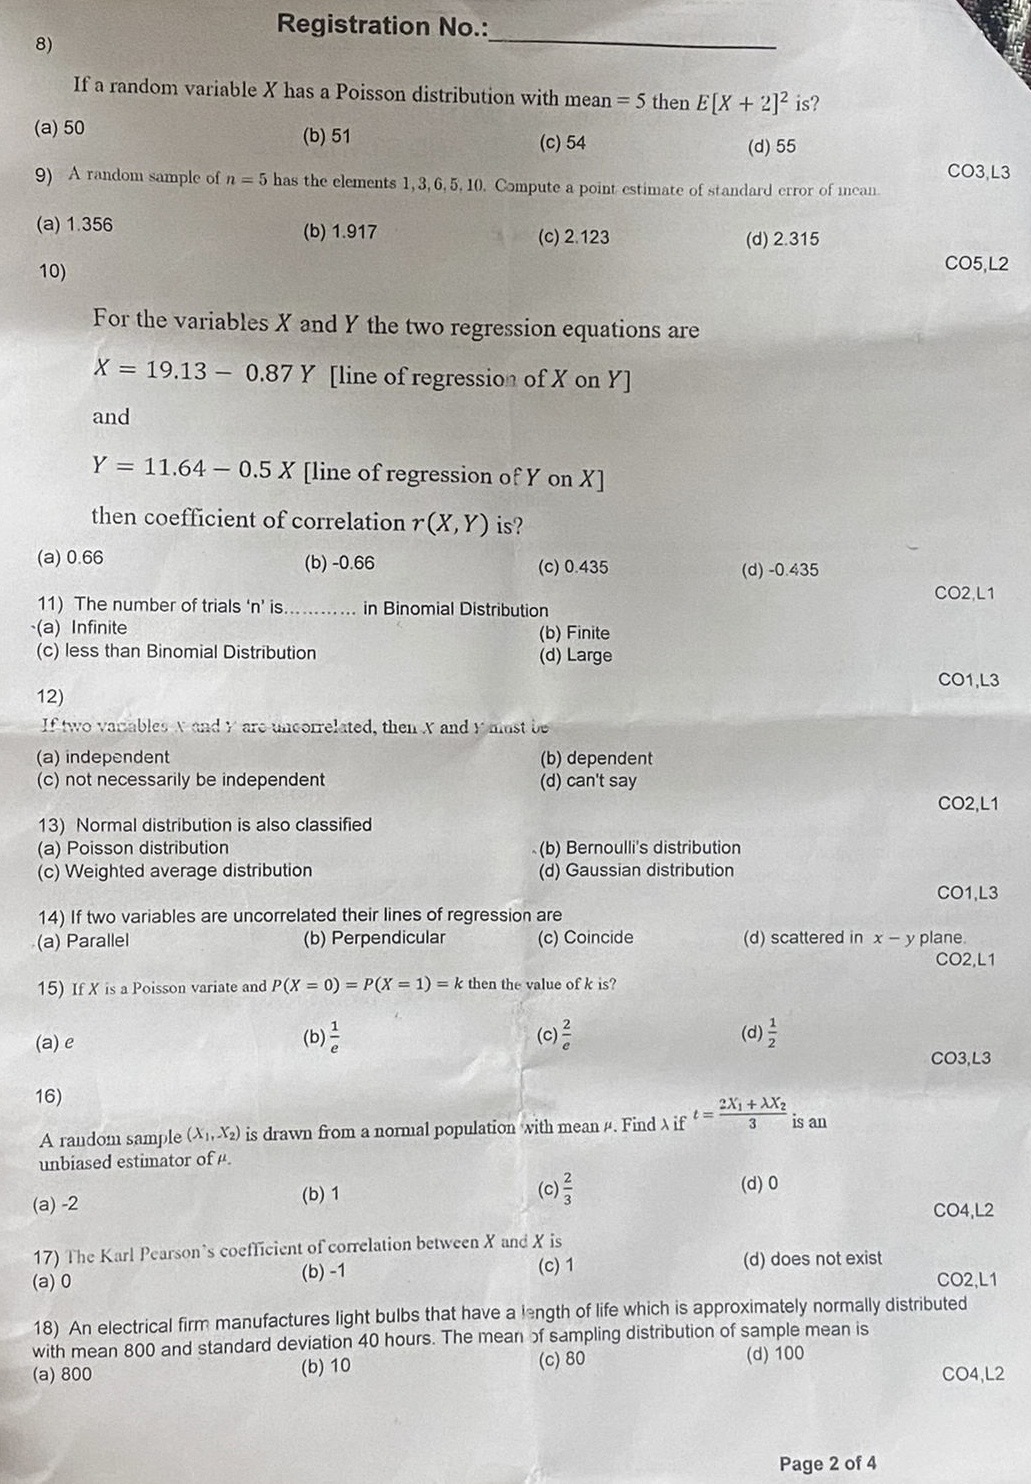 Registration No.:
8)
If a random variable X has a Poisson distribution with mean = 5 then E[X + 2]² is?
(a) 50 (b) 51 (c) 54 (d) 55
CO3,L3
9) A random sample of n = 5 has the elements 1, 3, 6, 5, 10. Compute a point estimate of standard error of mean.
(a) 1.356 (b) 1.917 (c) 2.123 (d) 2.315
CO5,L2
10)
For the variables X and Y the two regression equations are
X = 19.13 − 0.87 Y [line of regression of X on Y]
and
Y = 11.64 − 0.5 X [line of regression of Y on X]
then coefficient of correlation r(X,Y) is?
(a) 0.66 (b) -0.66 (c) 0.435 (d) -0.435
CO2,L1
11) The number of trials 'n' is............ in Binomial Distribution
(a) Infinite (b) Finite
(c) less than Binomial Distribution (d) Large
CO1,L3
12)
If two variables X and Y are uncorrelated, then X and Y must be
(a) independent (b) dependent
(c) not necessarily be independent (d) can't say
CO2,L1
13) Normal distribution is also classified
(a) Poisson distribution (b) Bernoulli's distribution
(c) Weighted average distribution (d) Gaussian distribution
CO1,L3
14) If two variables are uncorrelated their lines of regression are
(a) Parallel (b) Perpendicular (c) Coincide (d) scattered in x − y plane.
CO2,L1
15) If X is a Poisson variate and P(X = 0) = P(X = 1) = k then the value of k is?
(a) e (b) 1/e (c) 2/e (d) 1/2
CO3,L3
16)
A random sample (X₁, X₂) is drawn from a normal population with mean μ. Find λ if t = (2X₁ + λX₂)/3 is an
unbiased estimator of μ.
(a) -2 (b) 1 (c) 2/3 (d) 0
CO4,L2
17) The Karl Pearson's coefficient of correlation between X and X is
(a) 0 (b) -1 (c) 1 (d) does not exist
CO2,L1
18) An electrical firm manufactures light bulbs that have a length of life which is approximately normally distributed
with mean 800 and standard deviation 40 hours. The mean of sampling distribution of sample mean is
(a) 800 (b) 10 (c) 80 (d) 100
CO4,L2
Page 2 of 4